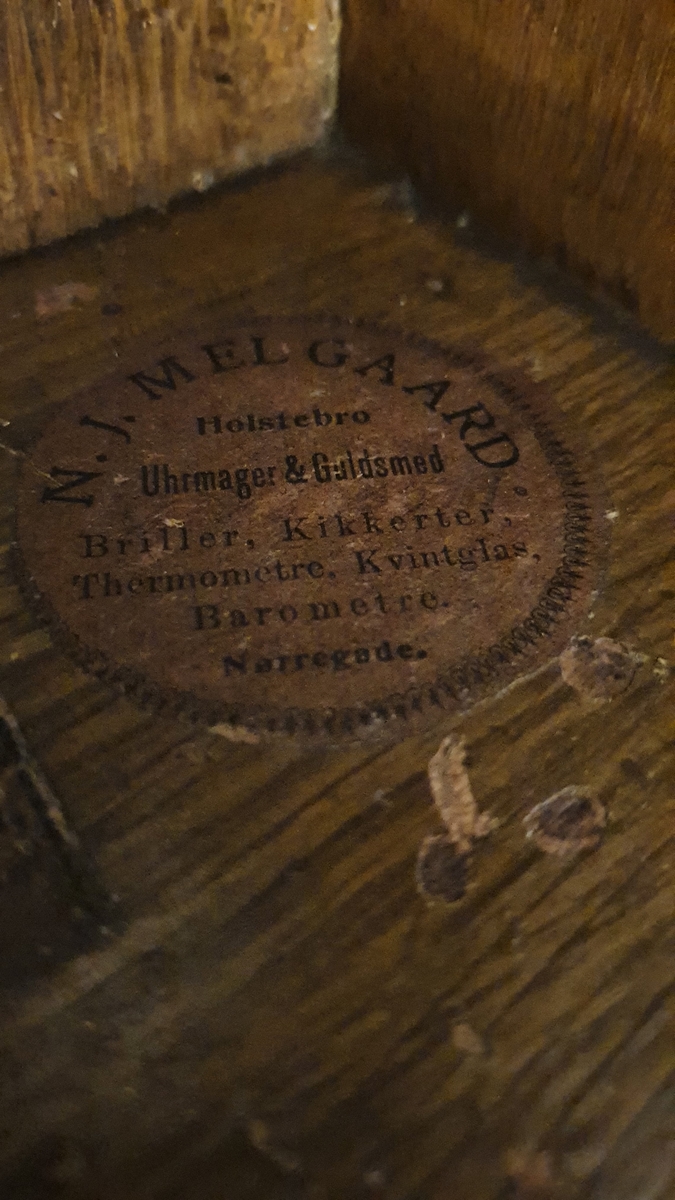 N. J. MELGAARD.
Holstebro
Uhrmager & Guldsmed
Briller, Kikkerter,
Thermometre, Kvintglas,
Barometre.
Nørregade.